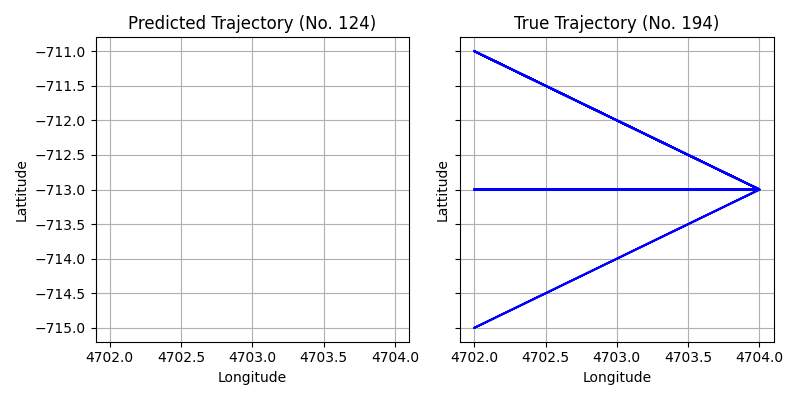 Predicted Trajectory (No. 124)
Lattitude
−711.0
−711.5
−712.0
−712.5
−713.0
−713.5
−714.0
−714.5
−715.0
4702.0 4702.5 4703.0 4703.5 4704.0
Longitude
True Trajectory (No. 194)
Lattitude
4702.0 4702.5 4703.0 4703.5 4704.0
Longitude